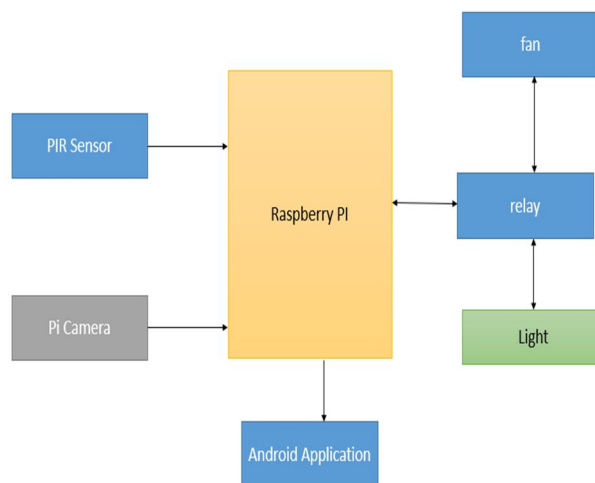 fan
PIR Sensor
Raspberry PI
relay
Pi Camera
Light
Android Application